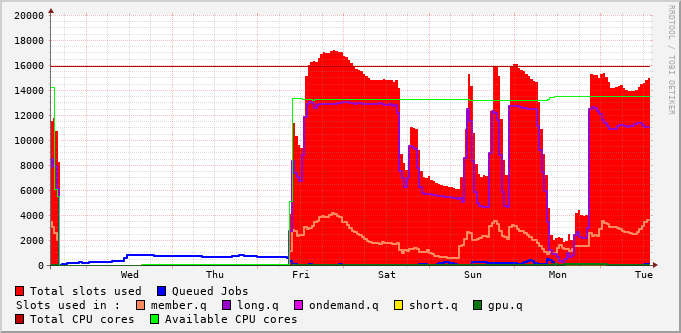 20000
18000
16000
14000
12000
10000
8000
6000
4000
2000
0
Wed Thu Fri Sat Sun Mon Tue
Total slots used Queued Jobs
Slots used in : member.q long.q ondemand.q short.q gpu.q
Total CPU cores Available CPU cores
RRDTOOL / TOBI OETIKER